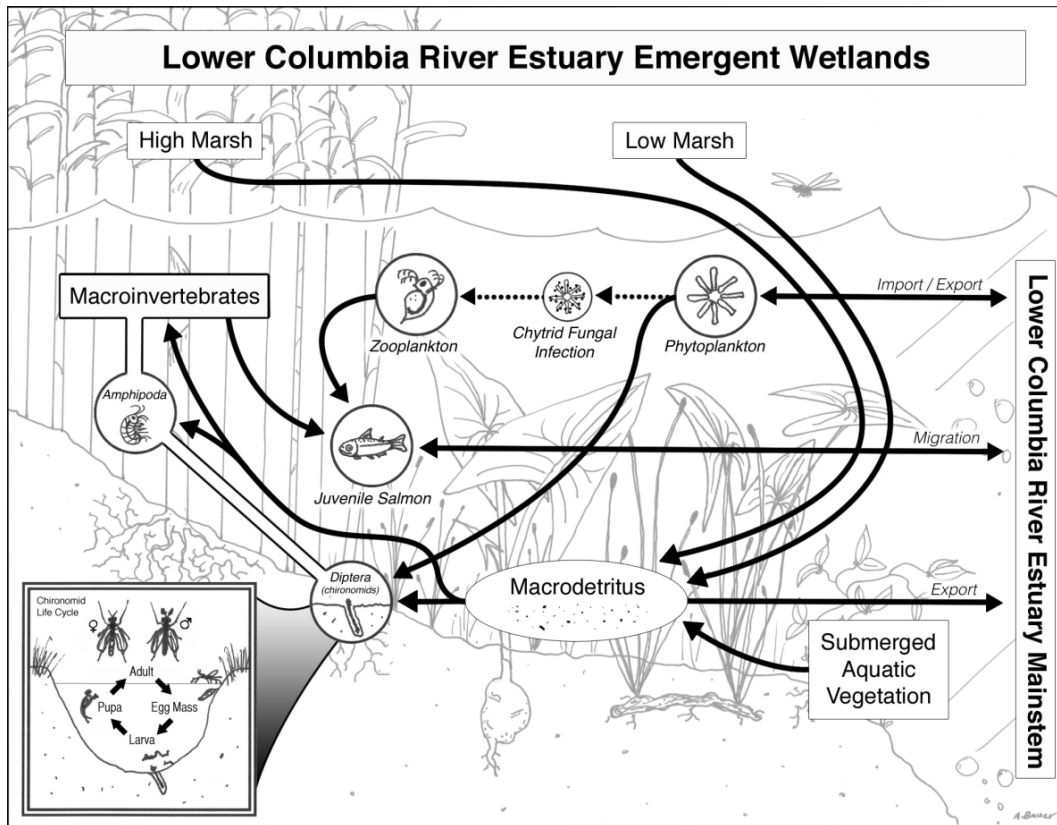 Lower Columbia River Estuary Emergent Wetlands
High Marsh
Low Marsh
Macroinvertebrates
Zooplankton
Chytrid Fungal
Infection
Phytoplankton
Import / Export
Amphipoda
Juvenile Salmon
Migration
Diptera
(chironomids)
Macrodetritus
Export
Submerged
Aquatic
Vegetation
Lower Columbia River Estuary Mainstem
Chironomid
Life Cycle
♀
♂
Adult
Pupa
Egg Mass
Larva
A.Bauer